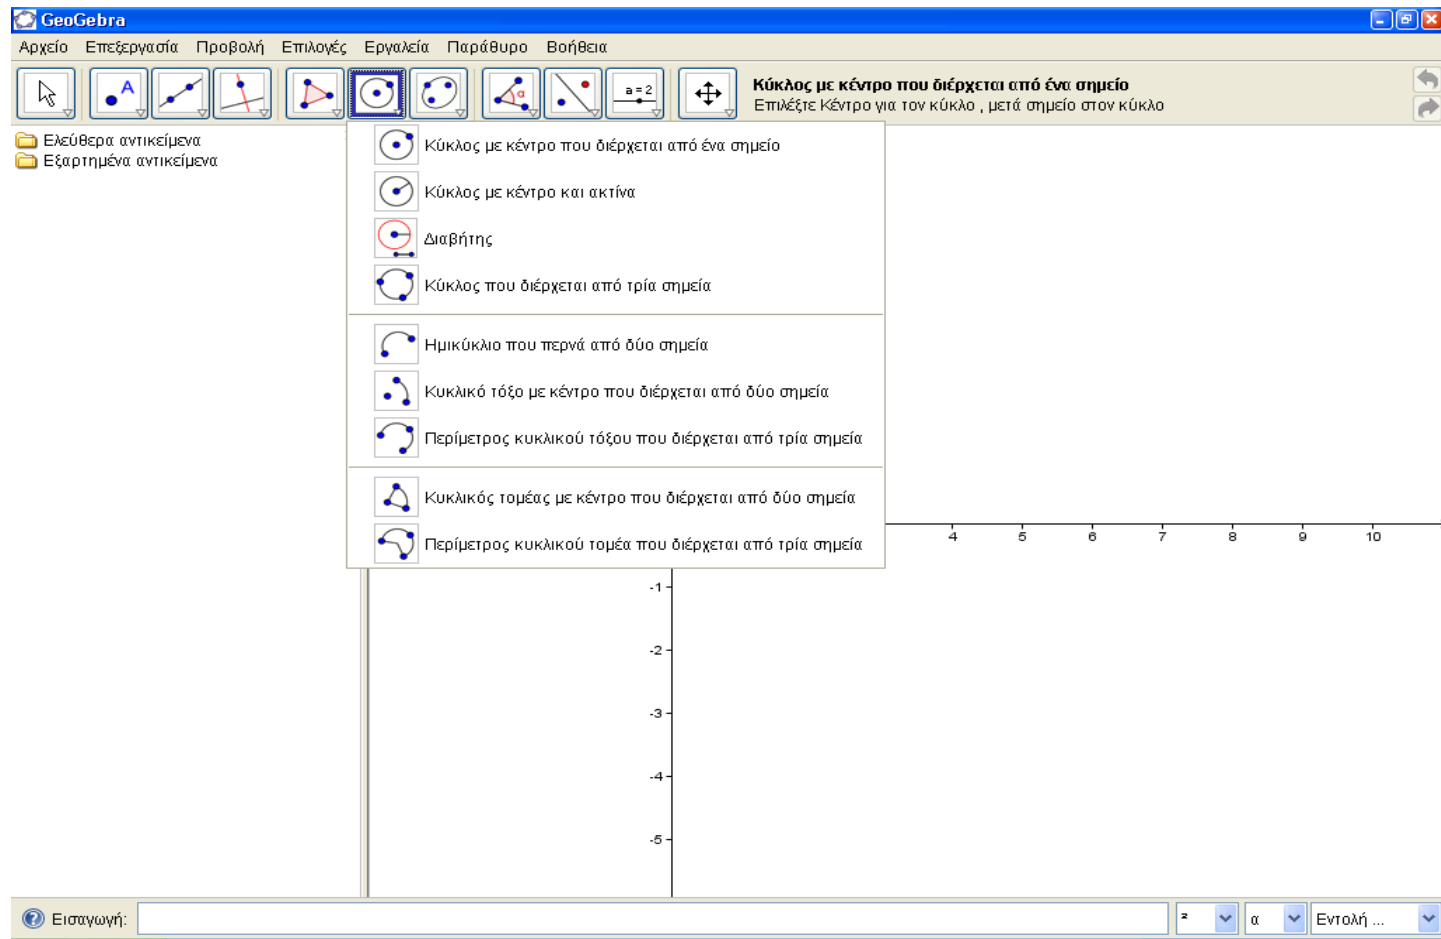 GeoGebra
Αρχείο Επεξεργασία Προβολή Επιλογές Εργαλεία Παράθυρο Βοήθεια
A
α
a = 2
Κύκλος με κέντρο που διέρχεται από ένα σημείο
Επιλέξτε Κέντρο για τον κύκλο , μετά σημείο στον κύκλο
Ελεύθερα αντικείμενα
Εξαρτημένα αντικείμενα
Κύκλος με κέντρο που διέρχεται από ένα σημείο
Κύκλος με κέντρο και ακτίνα
Διαβήτης
Κύκλος που διέρχεται από τρία σημεία
Ημικύκλιο που περνά από δύο σημεία
Κυκλικό τόξο με κέντρο που διέρχεται από δύο σημεία
Περίμετρος κυκλικού τόξου που διέρχεται από τρία σημεία
Κυκλικός τομέας με κέντρο που διέρχεται από δύο σημεία
Περίμετρος κυκλικού τομέα που διέρχεται από τρία σημεία
4 5 6 7 8 9 10
-1
-2
-3
-4
-5
Εισαγωγή:
² α Εντολή ...